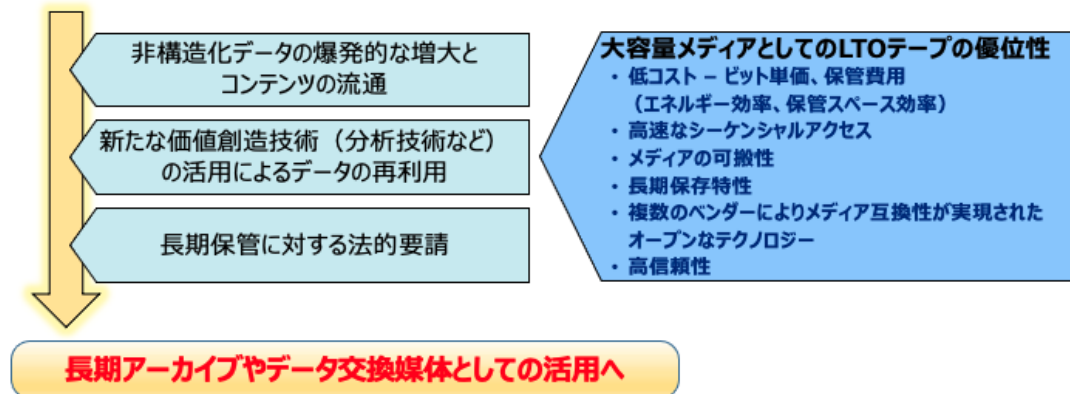 非構造化データの爆発的な増大と
コンテンツの流通
新たな価値創造技術（分析技術など）
の活用によるデータの再利用
長期保管に対する法的要請
大容量メディアとしてのLTOテープの優位性
・ 低コスト – ビット単価、保管費用
（エネルギー効率、保管スペース効率）
・ 高速なシーケンシャルアクセス
・ メディアの可搬性
・ 長期保存特性
・ 複数のベンダーによりメディア互換性が実現された
オープンなテクノロジー
・ 高信頼性
長期アーカイブやデータ交換媒体としての活用へ